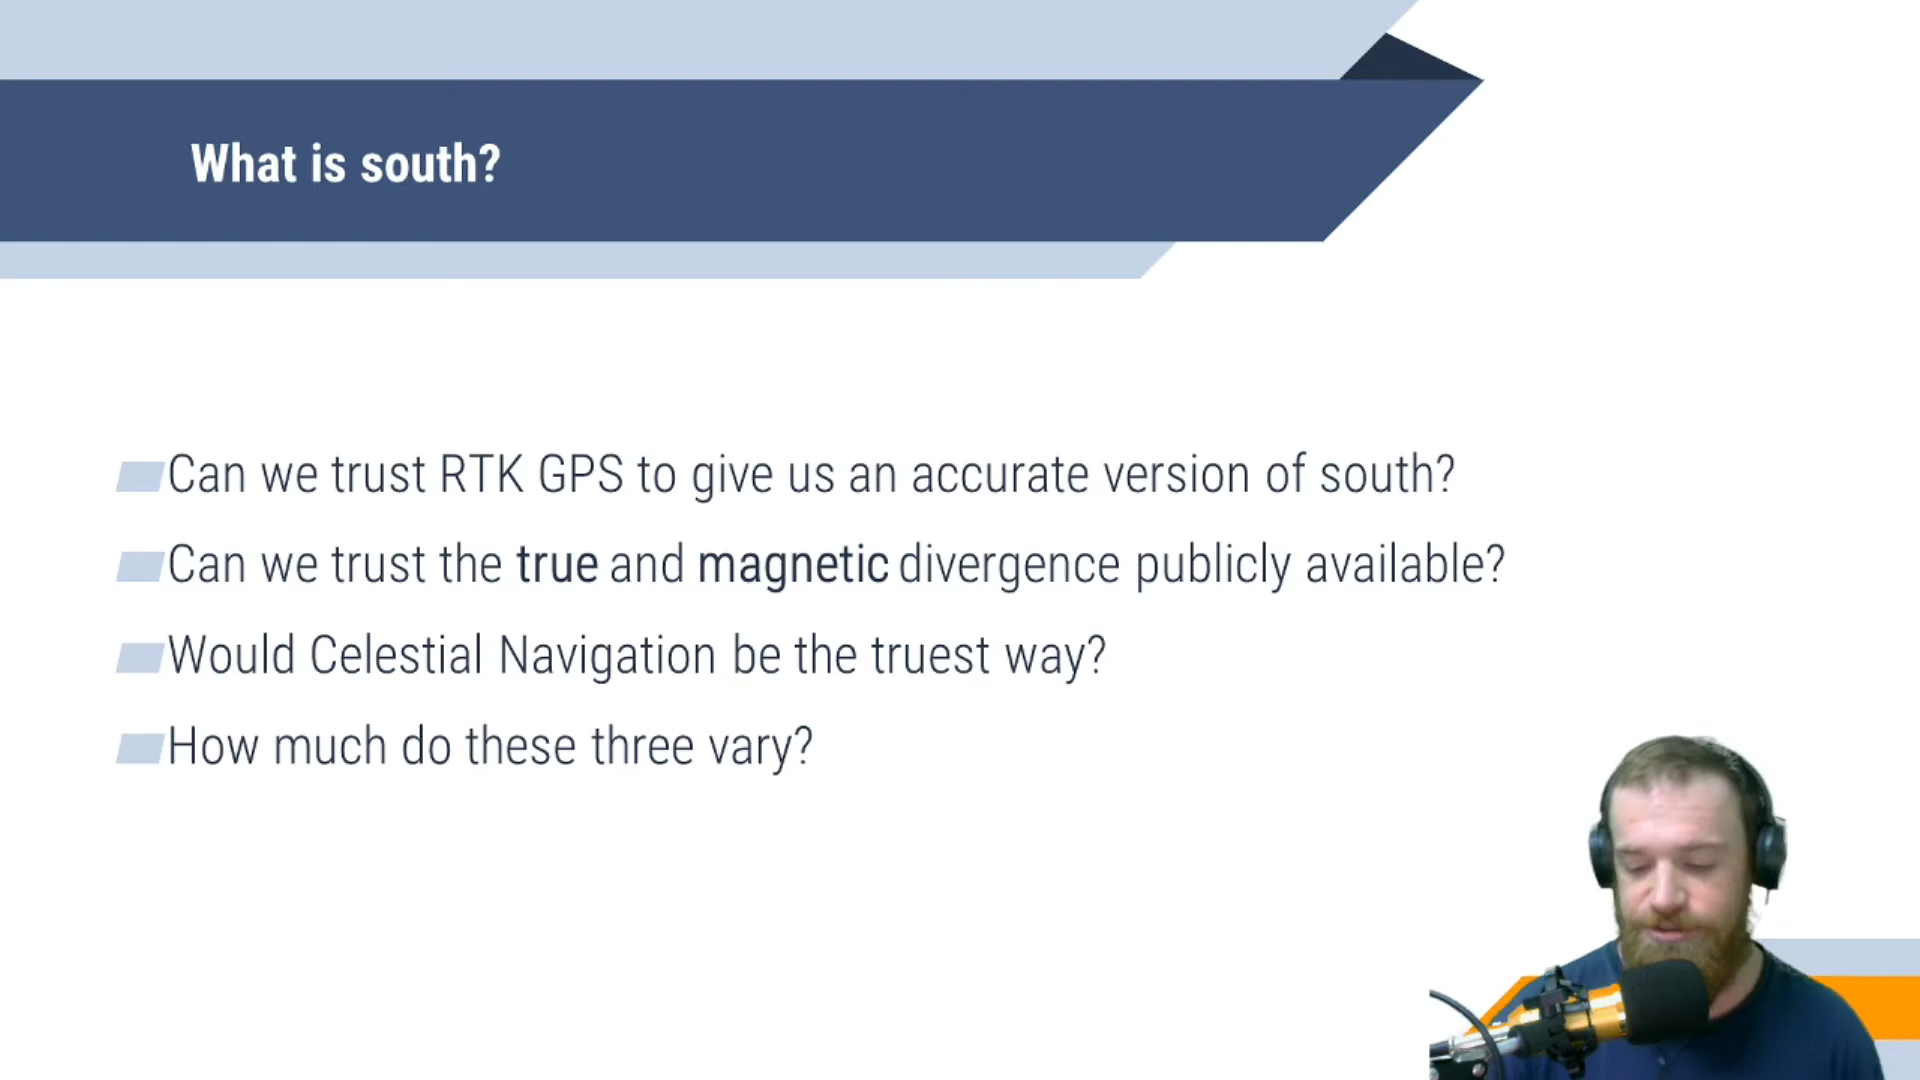 What is south?
Can we trust RTK GPS to give us an accurate version of south?
Can we trust the true and magnetic divergence publicly available?
Would Celestial Navigation be the truest way?
How much do these three vary?